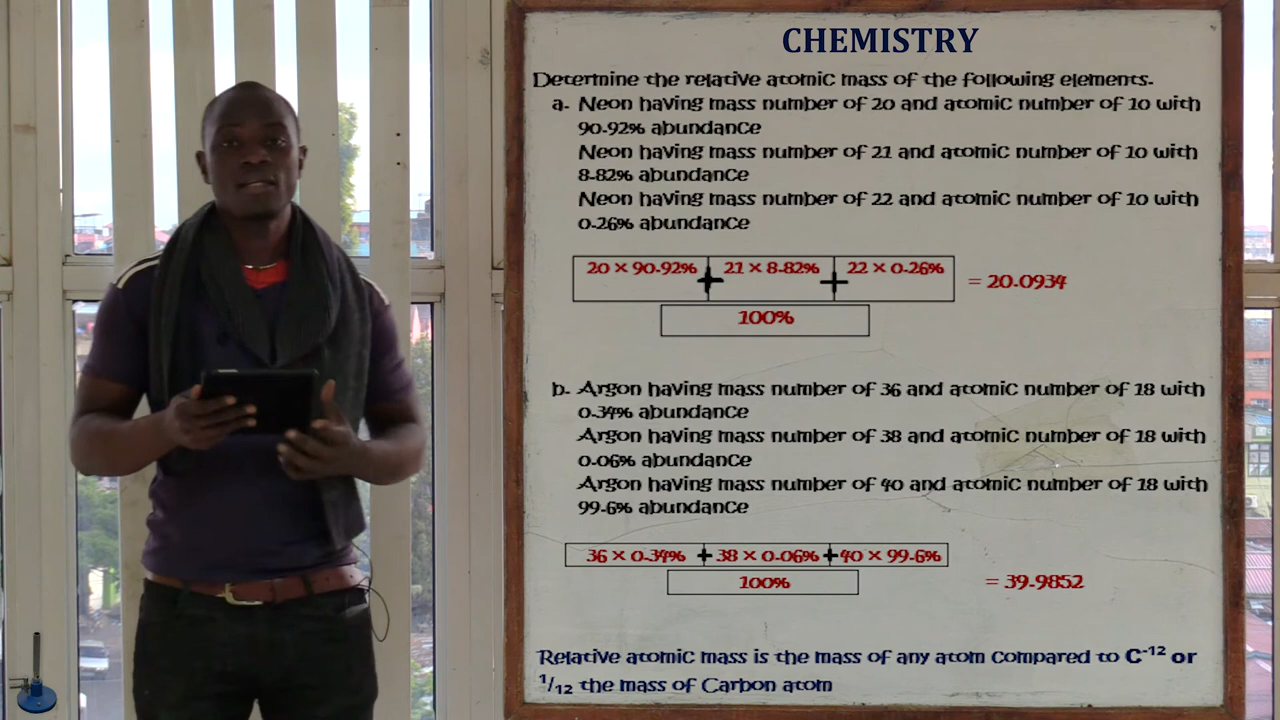 CHEMISTRY
Determine the relative atomic mass of the following elements.
a. Neon having mass number of 20 and atomic number of 10 with
90.92% abundance
Neon having mass number of 21 and atomic number of 10 with
8.82% abundance
Neon having mass number of 22 and atomic number of 10 with
0.26% abundance
20 × 90.92% + 21 × 8.82% + 22 × 0.26% = 20.0934
100%
b. Argon having mass number of 36 and atomic number of 18 with
0.34% abundance
Argon having mass number of 38 and atomic number of 18 with
0.06% abundance
Argon having mass number of 40 and atomic number of 18 with
99.6% abundance
36 × 0.34% + 38 × 0.06% + 40 × 99.6%
100% = 39.9852
Relative atomic mass is the mass of any atom compared to C⁻¹² or
¹/₁₂ the mass of Carbon atom